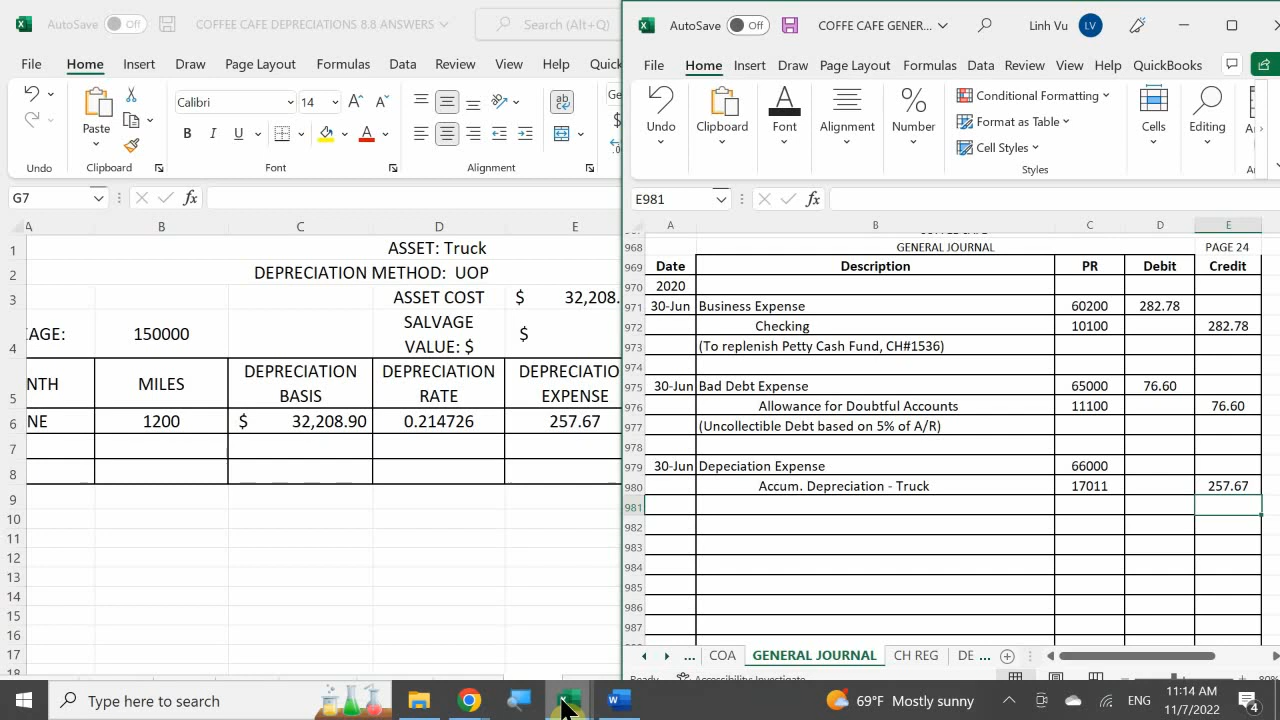 AutoSave Off COFFEE CAFE DEPRECIATIONS 8.8 ANSWERS Search (Alt+Q)
File Home Insert Draw Page Layout Formulas Data Review View Help Quick
Calibri 14
Paste
B I U
Undo Clipboard Font Alignment
G7 fx
A B C D E
1 ASSET: Truck
2 DEPRECIATION METHOD: UOP
3 ASSET COST $ 32,208.
4 AGE: 150000 SALVAGE VALUE: $ $
5 NTH MILES DEPRECIATION BASIS DEPRECIATION RATE DEPRECIATIO EXPENSE
6 NE 1200 $ 32,208.90 0.214726 257.67
7
8
9
10
11
12
13
14
15
16
17
18
AutoSave Off COFFE CAFE GENER... Linh Vu LV
File Home Insert Draw Page Layout Formulas Data Review View Help QuickBooks
Undo Clipboard Font Alignment Number Conditional Formatting Format as Table Cell Styles Cells Editing
Styles
E981 fx
A B C D E
968 GENERAL JOURNAL PAGE 24
969 Date Description PR Debit Credit
970 2020
971 30-Jun Business Expense 60200 282.78
972 Checking 10100 282.78
973 (To replenish Petty Cash Fund, CH#1536)
974
975 30-Jun Bad Debt Expense 65000 76.60
976 Allowance for Doubtful Accounts 11100 76.60
977 (Uncollectible Debt based on 5% of A/R)
978
979 30-Jun Depeciation Expense 66000
980 Accum. Depreciation - Truck 17011 257.67
981
982
983
984
985
986
987
... COA GENERAL JOURNAL CH REG DE ...
Type here to search 69°F Mostly sunny ENG 11:14 AM 11/7/2022 4